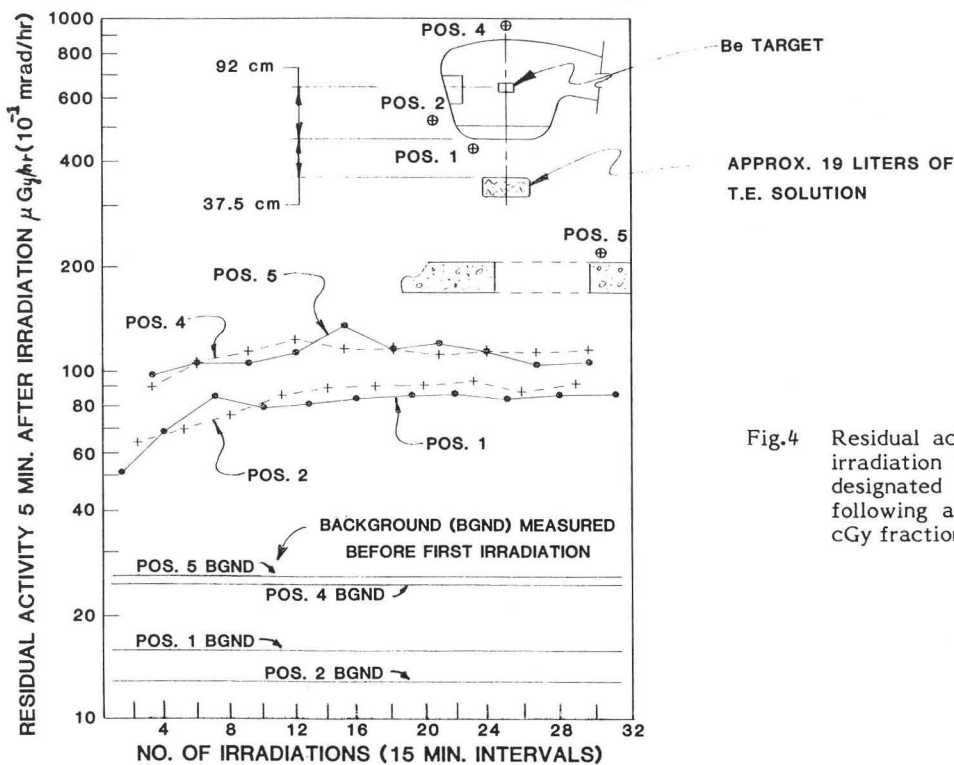 1000
800
600
400
200
100
80
60
40
20
10
RESIDUAL ACTIVITY 5 MIN. AFTER IRRADIATION μ Gy/hr (10⁻¹ mrad/hr)
POS. 4
Be TARGET
92 cm
POS. 2
POS. 1
37.5 cm
APPROX. 19 LITERS OF
T.E. SOLUTION
POS. 5
POS. 5
POS. 4
POS. 1
POS. 2
BACKGROUND (BGND) MEASURED
BEFORE FIRST IRRADIATION
POS. 5 BGND
POS. 4 BGND
POS. 1 BGND
POS. 2 BGND
4 8 12 16 20 24 28 32
NO. OF IRRADIATIONS (15 MIN. INTERVALS)
Fig.4 Residual ac
irradiation
designated
following a
cGy fraction